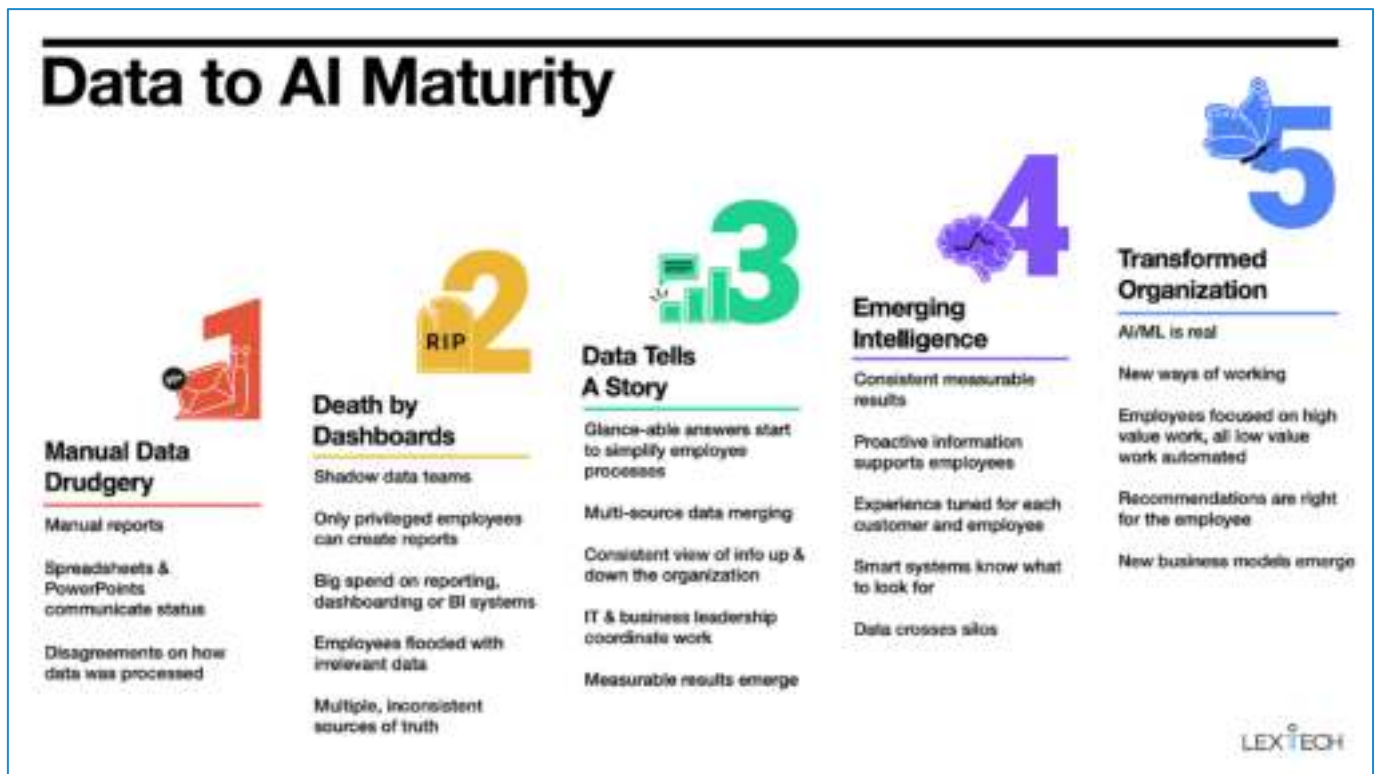 Data to AI Maturity
1
Manual Data
Drudgery
Manual reports
Spreadsheets &
PowerPoints
communicate status
Disagreements on how
data was processed
RIP
2
Death by
Dashboards
Shadow data teams
Only privileged employees
can create reports
Big spend on reporting,
dashboarding or BI systems
Employees flooded with
irrelevant data
Multiple, inconsistent
sources of truth
3
Data Tells
A Story
Glance-able answers start
to simplify employee
processes
Multi-source data merging
Consistent view of info up &
down the organization
IT & business leadership
coordinate work
Measurable results emerge
4
Emerging
Intelligence
Consistent measurable
results
Proactive information
supports employees
Experience tuned for each
customer and employee
Smart systems know what
to look for
Data crosses silos
5
Transformed
Organization
AI/ML is real
New ways of working
Employees focused on high
value work, all low value
work automated
Recommendations are right
for the employee
New business models emerge
LEXTECH